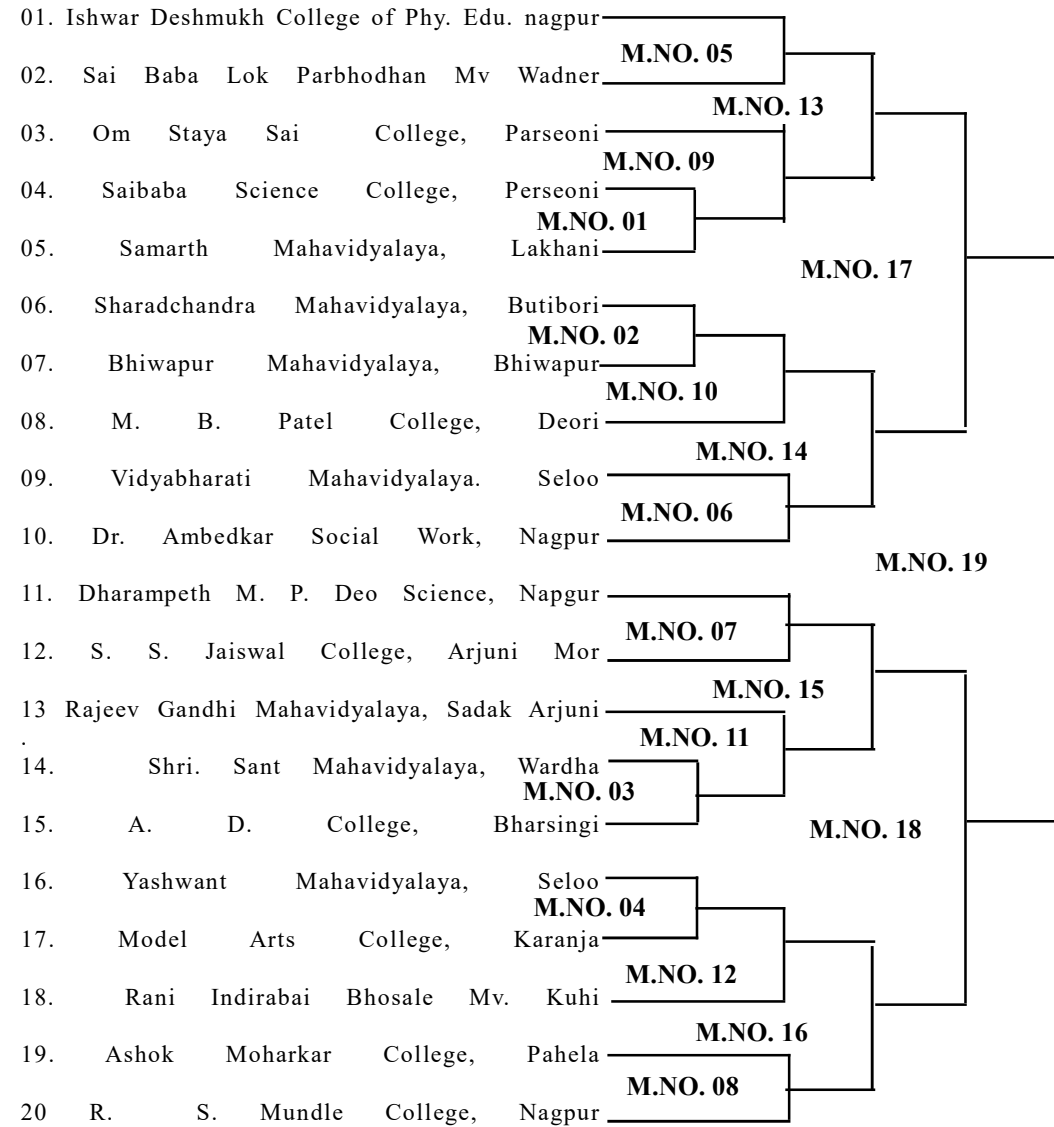 01. Ishwar Deshmukh College of Phy. Edu. nagpur
M.NO. 05
02. Sai Baba Lok Parbhodhan Mv Wadner
M.NO. 13
03. Om Staya Sai College, Parseoni
M.NO. 09
04. Saibaba Science College, Perseoni
M.NO. 01
05. Samarth Mahavidyalaya, Lakhani
M.NO. 17
06. Sharadchandra Mahavidyalaya, Butibori
M.NO. 02
07. Bhiwapur Mahavidyalaya, Bhiwapur
M.NO. 10
08. M. B. Patel College, Deori
M.NO. 14
09. Vidyabharati Mahavidyalaya. Seloo
M.NO. 06
10. Dr. Ambedkar Social Work, Nagpur
M.NO. 19
11. Dharampeth M. P. Deo Science, Napgur
M.NO. 07
12. S. S. Jaiswal College, Arjuni Mor
M.NO. 15
13 Rajeev Gandhi Mahavidyalaya, Sadak Arjuni
.
M.NO. 11
14. Shri. Sant Mahavidyalaya, Wardha
M.NO. 03
15. A. D. College, Bharsingi
M.NO. 18
16. Yashwant Mahavidyalaya, Seloo
M.NO. 04
17. Model Arts College, Karanja
M.NO. 12
18. Rani Indirabai Bhosale Mv. Kuhi
M.NO. 16
19. Ashok Moharkar College, Pahela
M.NO. 08
20 R. S. Mundle College, Nagpur